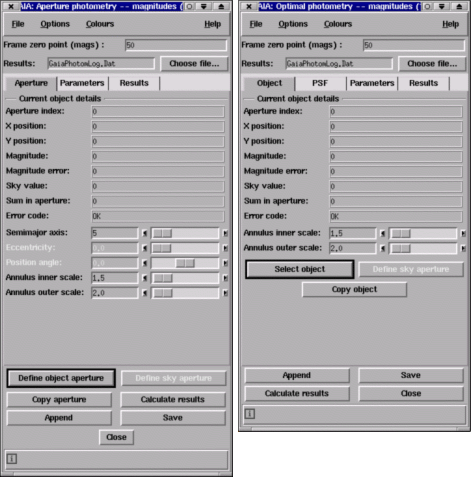 AIA: Aperture photometry -- magnitudes (
File Options Colours Help
Frame zero point (mags) : 50
Results: GaiaPhotomLog.Dat Choose file...
Aperture Parameters Results
Current object details
Aperture index: 0
X position: 0
Y position: 0
Magnitude: 0
Magnitude error: 0
Sky value: 0
Sum in aperture: 0
Error code: OK
Semimajor axis: 5
Eccentricity: 0.0
Position angle: 0.0
Annulus inner scale: 1.5
Annulus outer scale: 2.0
Define object aperture Define sky aperture
Copy aperture Calculate results
Append Save
Close
AIA: Optimal photometry -- magnitudes (
File Options Colours Help
Frame zero point (mags) : 50
Results: GaiaPhotomLog.Dat Choose file...
Object PSF Parameters Results
Current object details
Aperture index: 0
X position: 0
Y position: 0
Magnitude: 0
Magnitude error: 0
Sky value: 0
Sum in aperture: 0
Error code: OK
Annulus inner scale: 1.5
Annulus outer scale: 2.0
Select object Define sky aperture
Copy object
Append Save
Calculate results Close